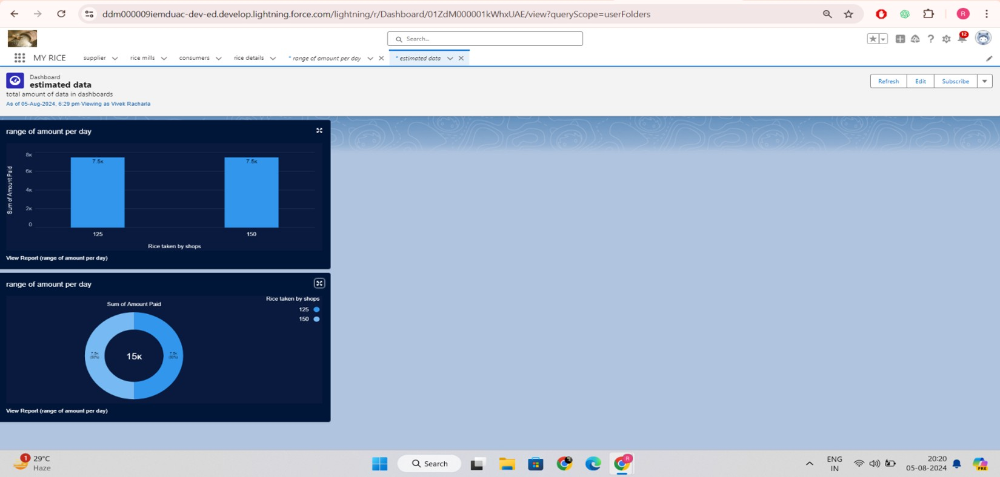 ddm000009iemduac-dev-ed.develop.lightning.force.com/lightning/r/Dashboard/01ZdM000001kWhxUAE/view?queryScope=userFolders
R
Search...
12
MY RICE supplier rice mills consumers rice details * range of amount per day * estimated data
Dashboard
estimated data
total amount of data in dashboards
As of 05-Aug-2024, 6:29 pm·Viewing as Vivek Racharla
Refresh Edit Subscribe
range of amount per day
Sum of Amount Paid
8K
6K
4K
2K
0
7.5K 7.5K
125 150
Rice taken by shops
View Report (range of amount per day)
range of amount per day
Sum of Amount Paid
Rice taken by shops
125
150
7.5K
(50%)
15K
7.5K
(50%)
View Report (range of amount per day)
1
29°C
Haze
Search
R
ENG
IN
20:20
05-08-2024
PRE